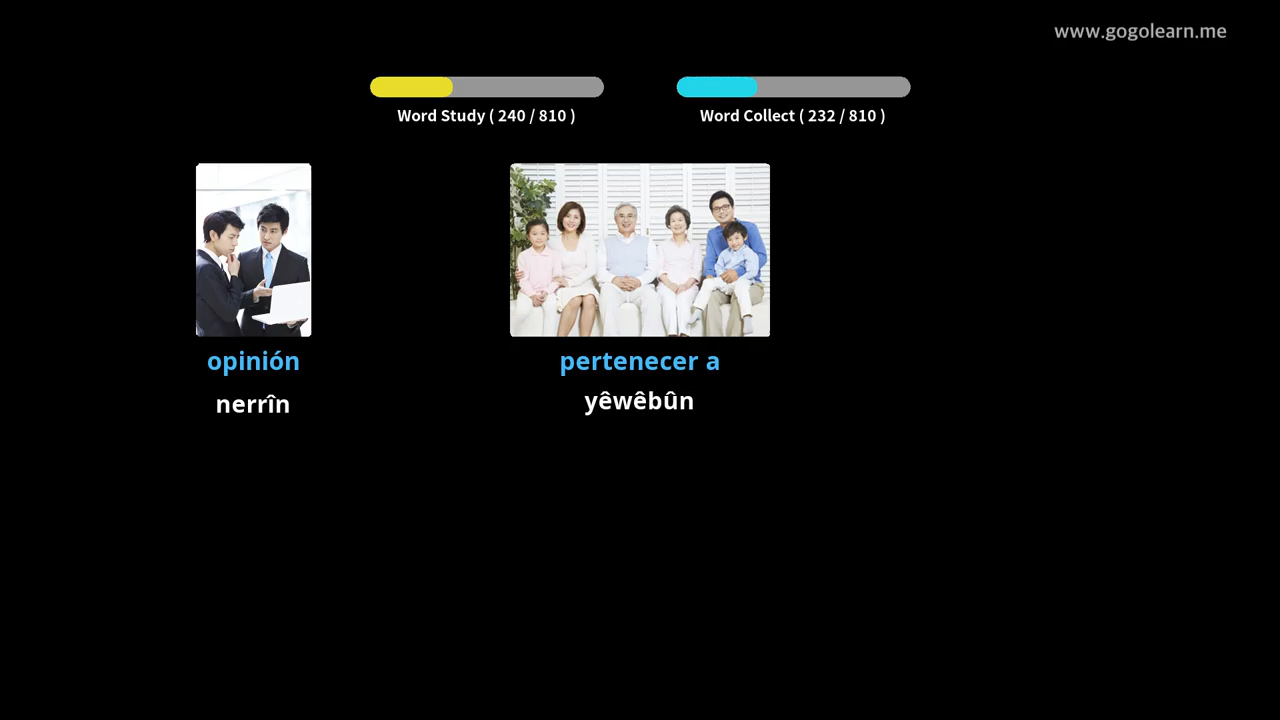 www.gogolearn.me
Word Study ( 240 / 810 )
Word Collect ( 232 / 810 )
opinión
pertenecer a
nerrîn
yêwêbûn